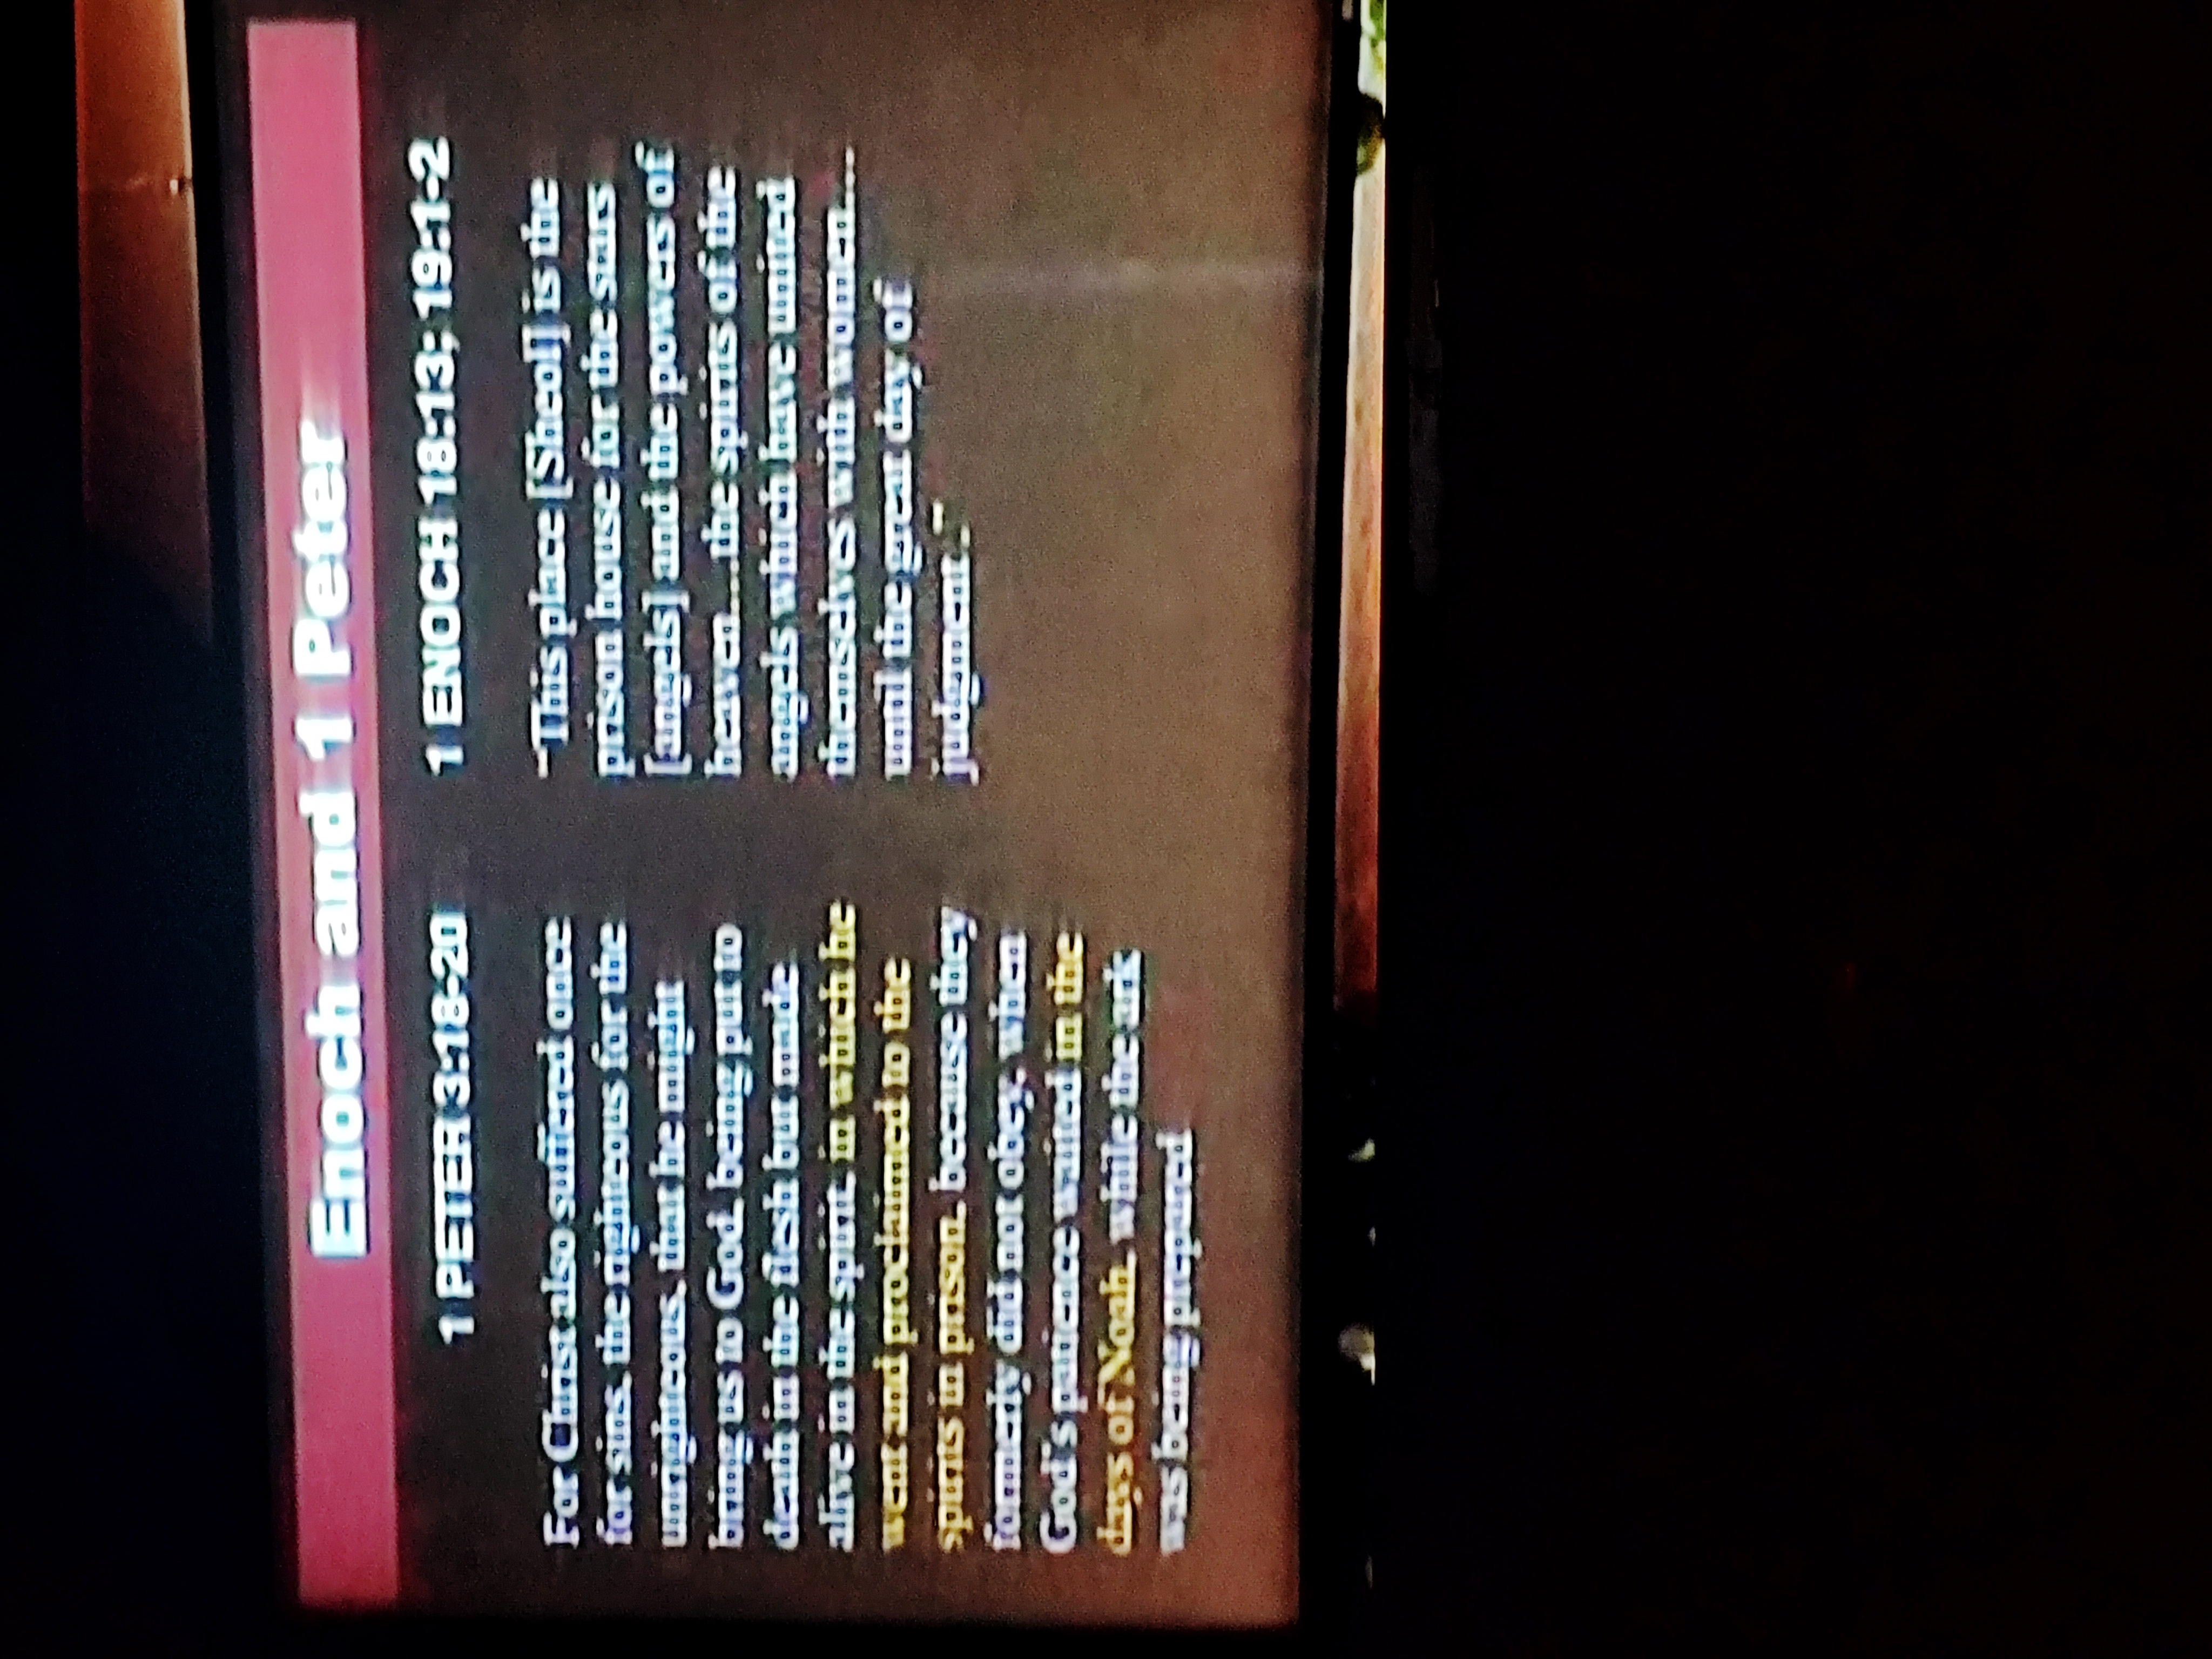 Enoch and 1 Peter
1 PETER 3:18-20
For Christ also suffered once
for sins, the righteous for the
unrighteous, that he might
bring us to God, being put to
death in the flesh but made
alive in the spirit, in which he
went and proclaimed to the
spirits in prison, because they
formerly did not obey, when
God's patience waited in the
days of Noah, while the ark
was being prepared
1 ENOCH 18:13; 19:1-2
"This place [Sheol] is the
prison house for the stars
[angels] and the powers of
heaven....the spirits of the
angels which have united
themselves with women....
until the great day of
judgment."